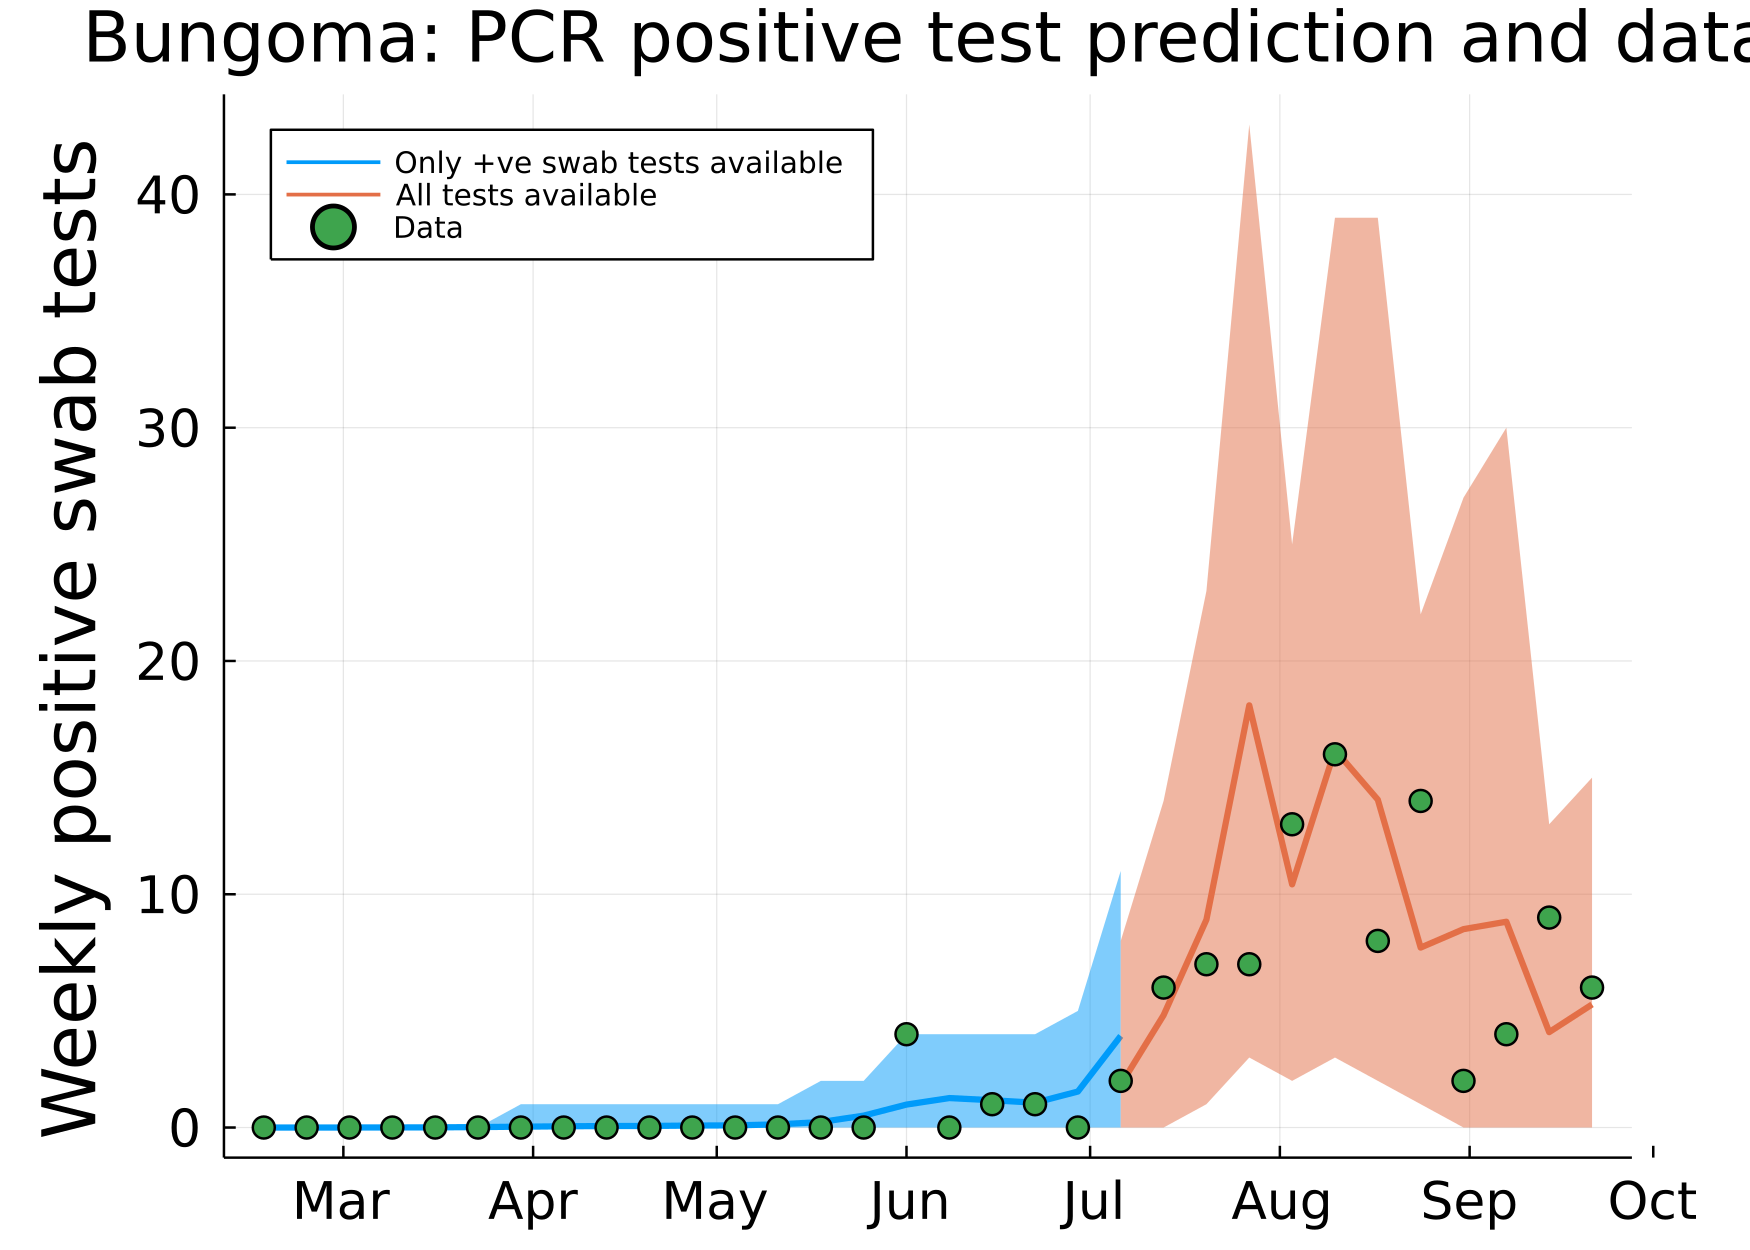 Bungoma: PCR positive test prediction and data
Weekly positive swab tests
Only +ve swab tests available
All tests available
Data
40
30
20
10
0
Mar Apr May Jun Jul Aug Sep Oct